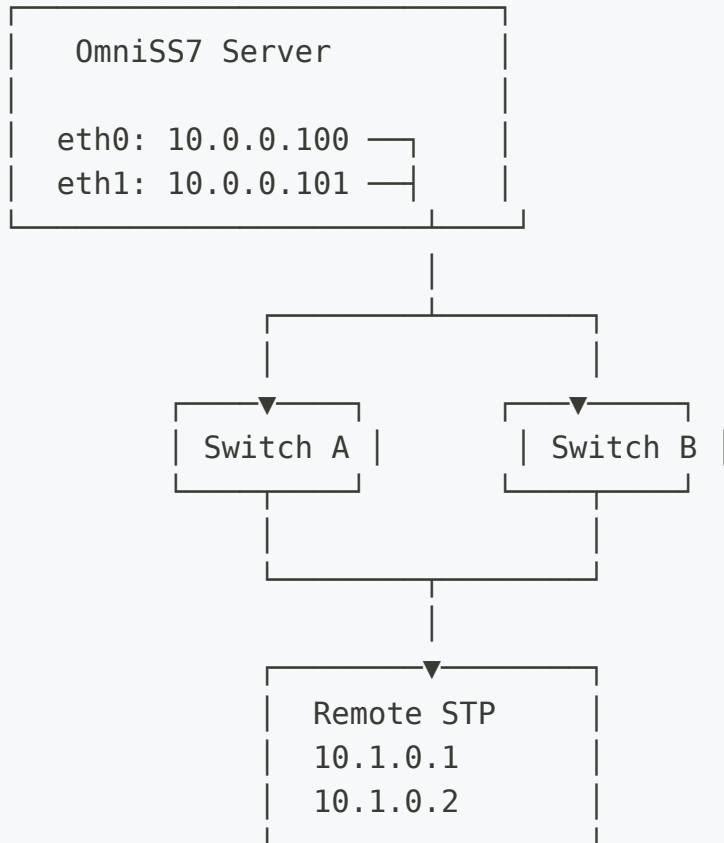 OmniSS7 Server
eth0: 10.0.0.100
eth1: 10.0.0.101
Switch A
Switch B
Remote STP
10.1.0.1
10.1.0.2